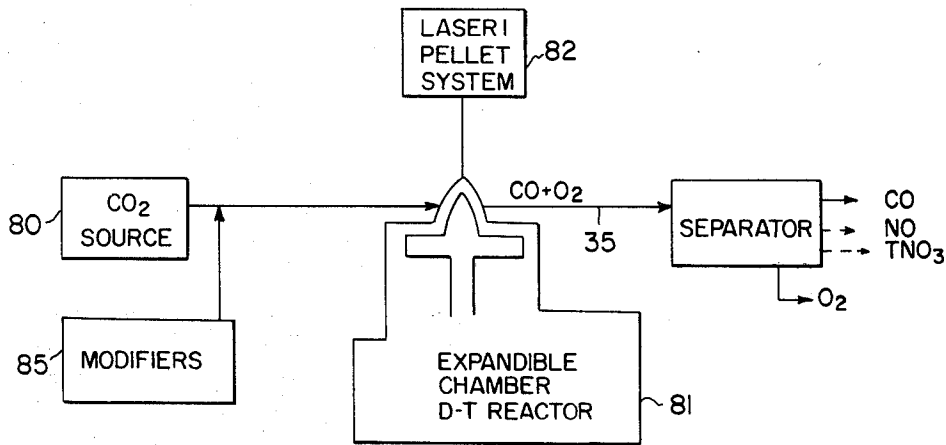 LASER I
PELLET
SYSTEM
82
CO2
SOURCE
80
CO+O2
35
SEPARATOR
CO
NO
TNO3
O2
MODIFIERS
85
EXPANDIBLE
CHAMBER
D-T REACTOR
81